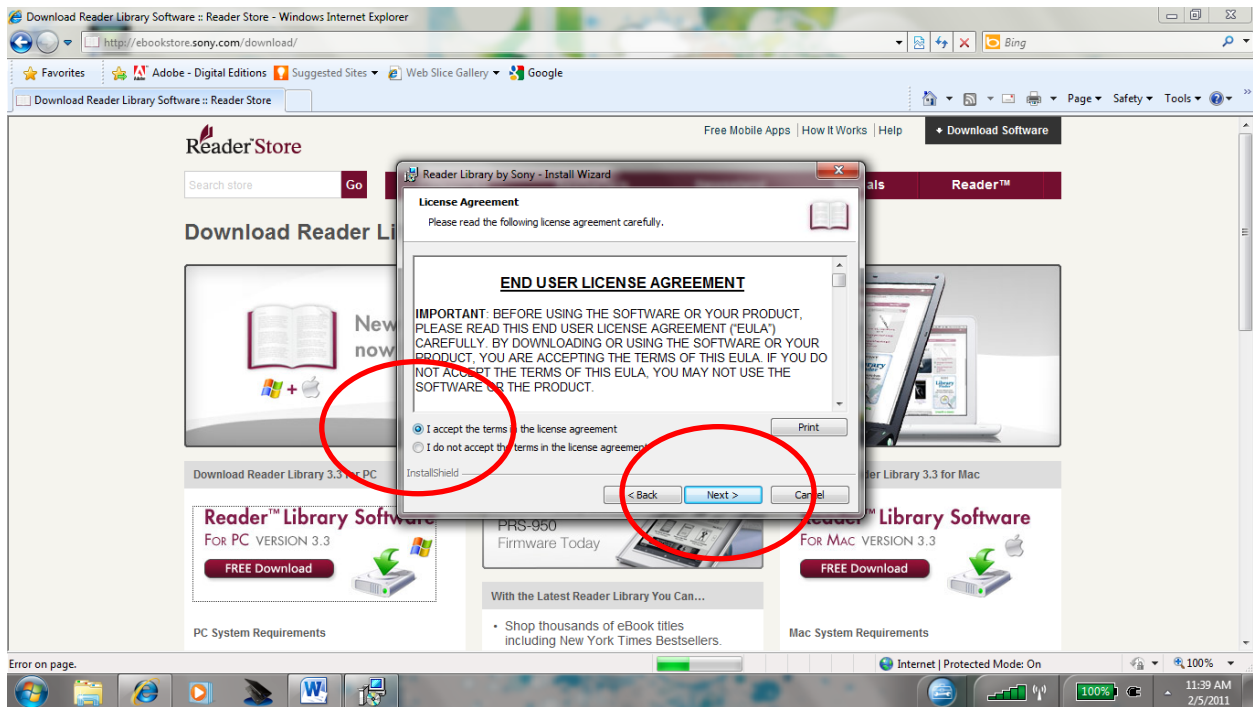 Download Reader Library Software :: Reader Store - Windows Internet Explorer
http://ebookstore.sony.com/download/
Bing
Favorites
Adobe - Digital Editions
Suggested Sites
Web Slice Gallery
Google
Download Reader Library Software :: Reader Store
Page
Safety
Tools
Reader Store
Free Mobile Apps | How It Works | Help
Download Software
Search store
Go
als
Reader™
Download Reader Li
New
now
+
Reader Library by Sony - Install Wizard
License Agreement
Please read the following license agreement carefully.
END USER LICENSE AGREEMENT
IMPORTANT: BEFORE USING THE SOFTWARE OR YOUR PRODUCT,
PLEASE READ THIS END USER LICENSE AGREEMENT ("EULA")
CAREFULLY. BY DOWNLOADING OR USING THE SOFTWARE OR YOUR
PRODUCT, YOU ARE ACCEPTING THE TERMS OF THIS EULA. IF YOU DO
NOT ACCEPT THE TERMS OF THIS EULA, YOU MAY NOT USE THE
SOFTWARE OR THE PRODUCT.
I accept the terms in the license agreement
Print
I do not accept the terms in the license agreement
InstallShield
< Back
Next >
Cancel
Download Reader Library 3.3 for PC
Reader™ Library Software
FOR PC VERSION 3.3
FREE Download
PC System Requirements
PRS-950
Firmware Today
With the Latest Reader Library You Can...
• Shop thousands of eBook titles
including New York Times Bestsellers.
der Library 3.3 for Mac
Reader™ Library Software
FOR MAC VERSION 3.3
FREE Download
Mac System Requirements
Error on page.
Internet | Protected Mode: On
100%
100%
11:39 AM
2/5/2011